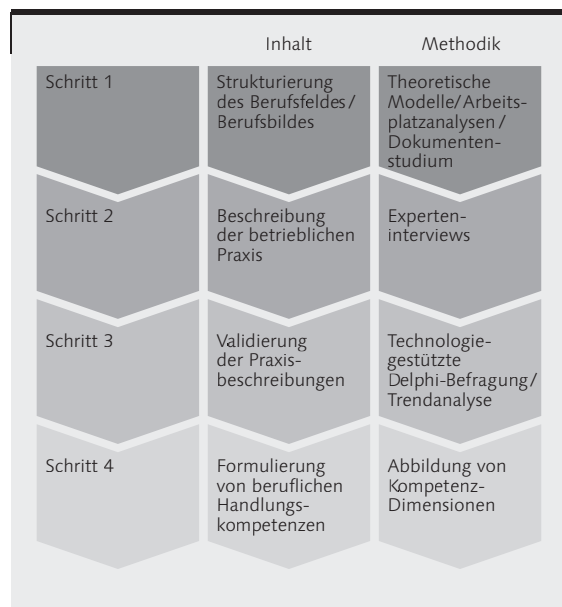 Inhalt
Methodik
Schritt 1
Strukturierung
des Berufsfeldes/
Berufsbildes
Theoretische
Modelle/Arbeits-
platzanalysen/
Dokumenten-
studium
Schritt 2
Beschreibung
der betrieblichen
Praxis
Experten-
interviews
Schritt 3
Validierung
der Praxis-
beschreibungen
Technologie-
gestützte
Delphi-Befragung/
Trendanalyse
Schritt 4
Formulierung
von beruflichen
Handlungs-
kompetenzen
Abbildung von
Kompetenz-
Dimensionen